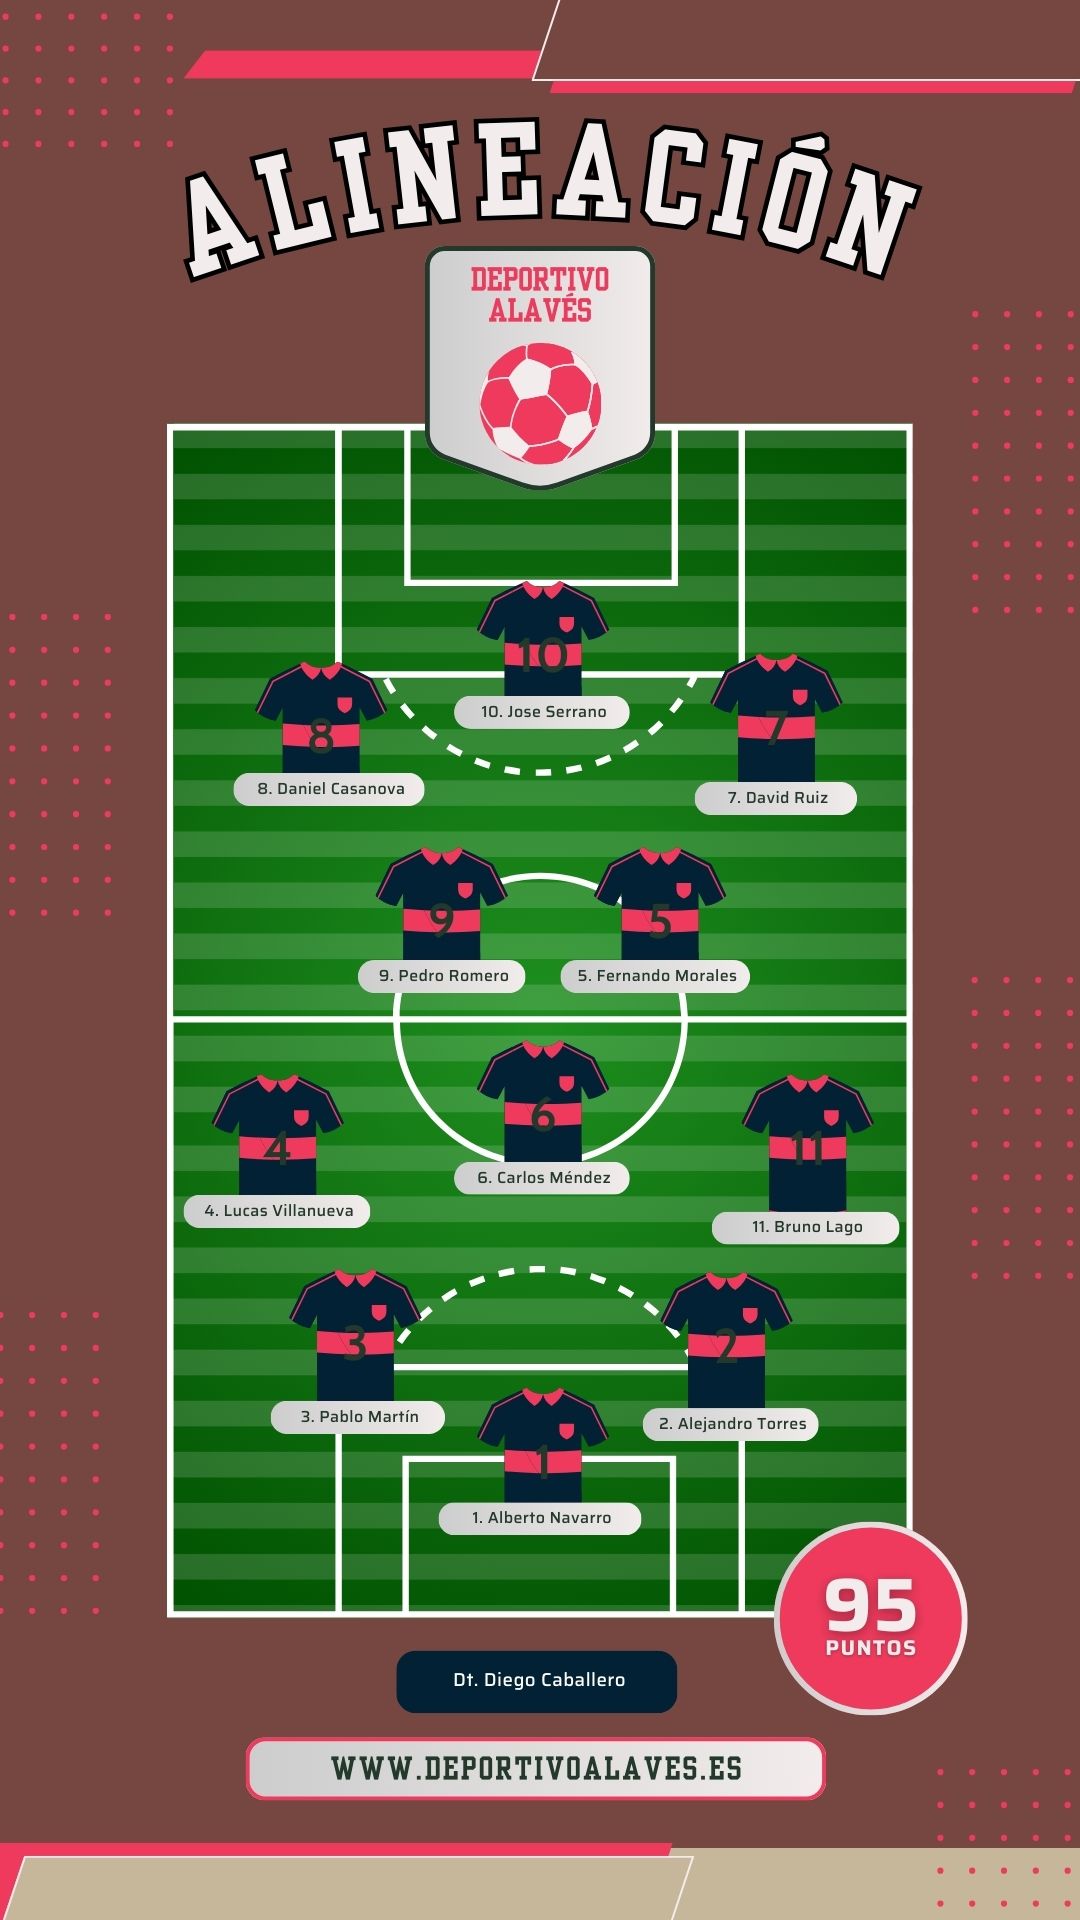 ALINEACIÓN
DEPORTIVO
ALAVÉS
10
10. Jose Serrano
8
8. Daniel Casanova
7
7. David Ruiz
9
9. Pedro Romero
5
5. Fernando Morales
6
6. Carlos Méndez
4
4. Lucas Villanueva
11
11. Bruno Lago
3
3. Pablo Martín
2
2. Alejandro Torres
1
1. Alberto Navarro
95
PUNTOS
Dt. Diego Caballero
WWW.DEPORTIVOALAVES.ES